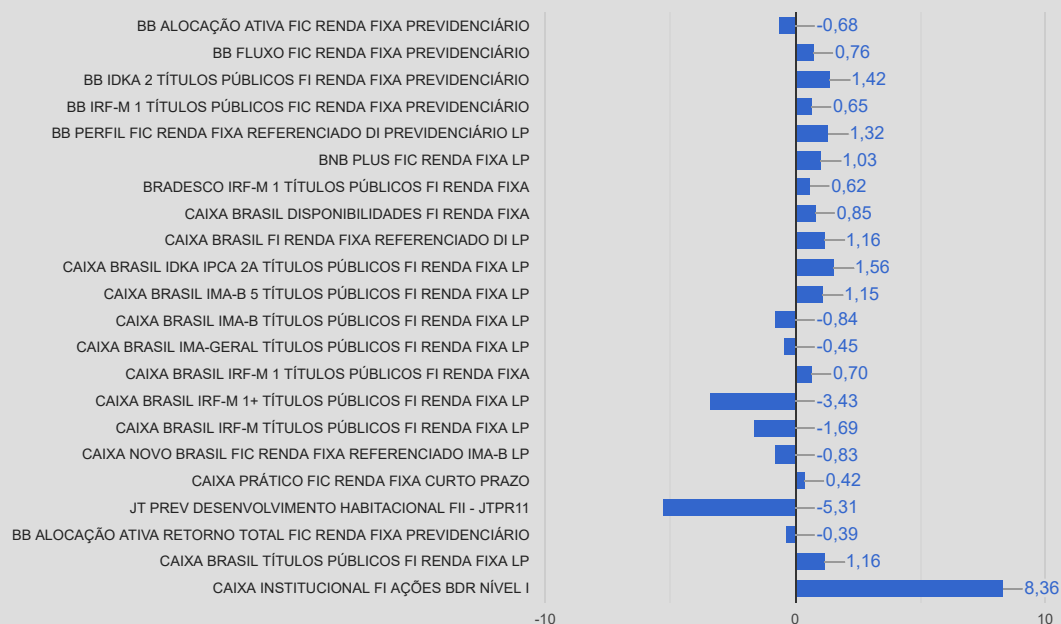 BB ALOCAÇÃO ATIVA FIC RENDA FIXA PREVIDENCIÁRIO -0,68
BB FLUXO FIC RENDA FIXA PREVIDENCIÁRIO 0,76
BB IDKA 2 TÍTULOS PÚBLICOS FI RENDA FIXA PREVIDENCIÁRIO 1,42
BB IRF-M 1 TÍTULOS PÚBLICOS FIC RENDA FIXA PREVIDENCIÁRIO 0,65
BB PERFIL FIC RENDA FIXA REFERENCIADO DI PREVIDENCIÁRIO LP 1,32
BNB PLUS FIC RENDA FIXA LP 1,03
BRADESCO IRF-M 1 TÍTULOS PÚBLICOS FI RENDA FIXA 0,62
CAIXA BRASIL DISPONIBILIDADES FI RENDA FIXA 0,85
CAIXA BRASIL FI RENDA FIXA REFERENCIADO DI LP 1,16
CAIXA BRASIL IDKA IPCA 2A TÍTULOS PÚBLICOS FI RENDA FIXA LP 1,56
CAIXA BRASIL IMA-B 5 TÍTULOS PÚBLICOS FI RENDA FIXA LP 1,15
CAIXA BRASIL IMA-B TÍTULOS PÚBLICOS FI RENDA FIXA LP -0,84
CAIXA BRASIL IMA-GERAL TÍTULOS PÚBLICOS FI RENDA FIXA LP -0,45
CAIXA BRASIL IRF-M 1 TÍTULOS PÚBLICOS FI RENDA FIXA 0,70
CAIXA BRASIL IRF-M 1+ TÍTULOS PÚBLICOS FI RENDA FIXA LP -3,43
CAIXA BRASIL IRF-M TÍTULOS PÚBLICOS FI RENDA FIXA LP -1,69
CAIXA NOVO BRASIL FIC RENDA FIXA REFERENCIADO IMA-B LP -0,83
CAIXA PRÁTICO FIC RENDA FIXA CURTO PRAZO 0,42
JT PREV DESENVOLVIMENTO HABITACIONAL FII - JTPR11 -5,31
BB ALOCAÇÃO ATIVA RETORNO TOTAL FIC RENDA FIXA PREVIDENCIÁRIO -0,39
CAIXA BRASIL TÍTULOS PÚBLICOS FI RENDA FIXA LP 1,16
CAIXA INSTITUCIONAL FI AÇÕES BDR NÍVEL I 8,36
-10 0 10